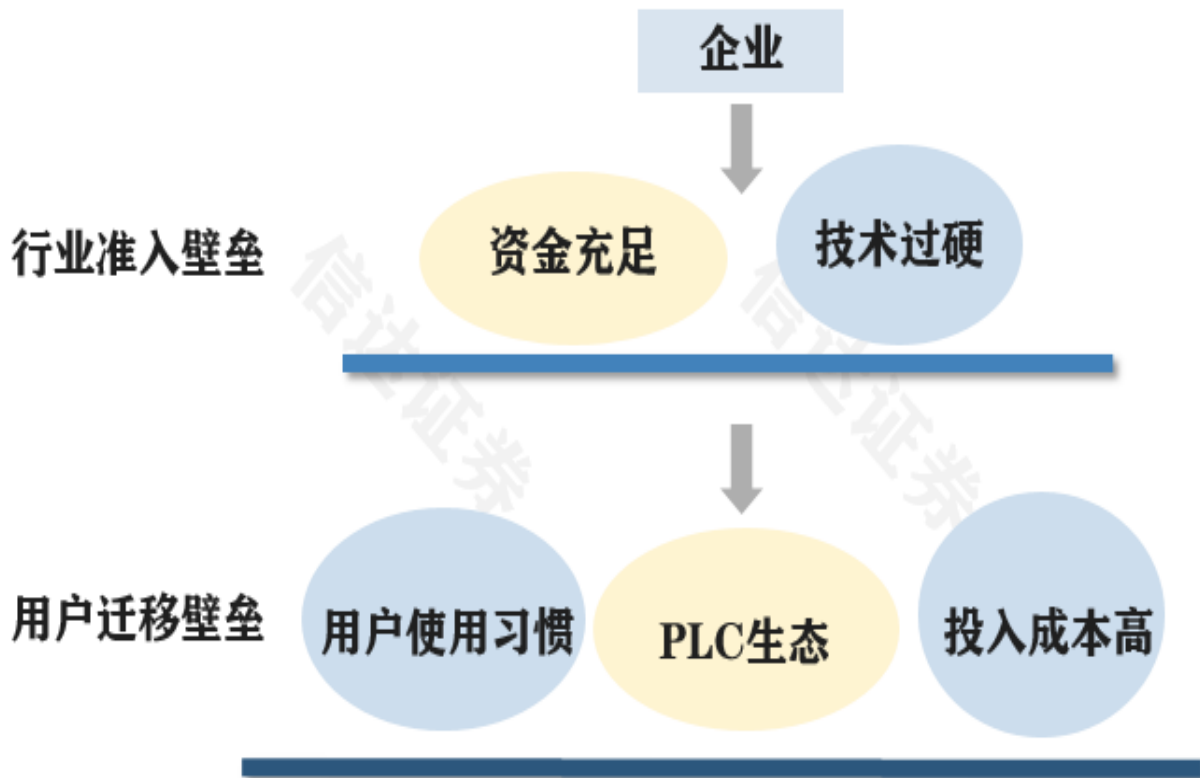 企业
行业准入壁垒
资金充足
技术过硬
用户迁移壁垒
用户使用习惯
PLC生态
投入成本高
信达证券
信达证券